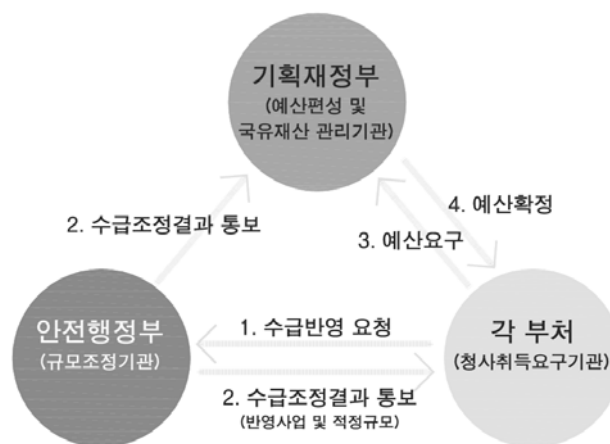 기획재정부
(예산편성 및
국유재산 관리기관)
2. 수급조정결과 통보
4. 예산확정
3. 예산요구
안전행정부
(규모조정기관)
1. 수급반영 요청
각 부처
(청사취득요구기관)
2. 수급조정결과 통보
(반영사업 및 적정규모)